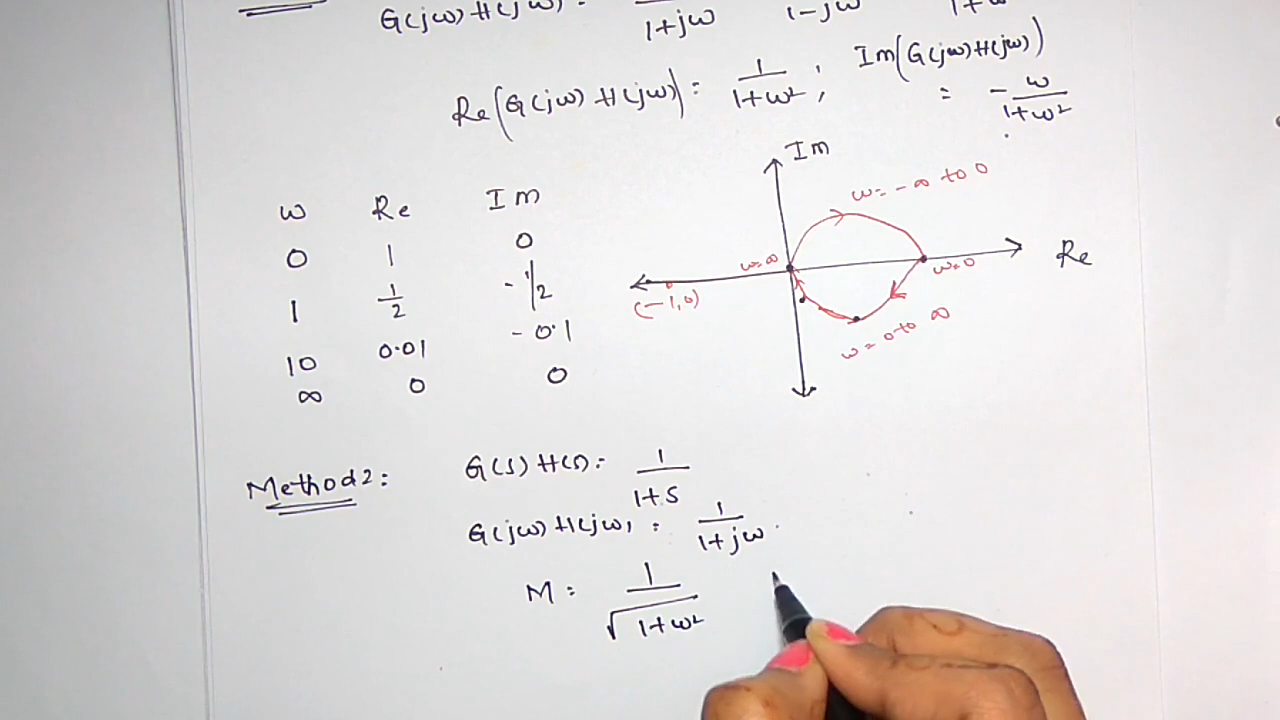 G(jω) H(jω) = 1+jω 1-jω
Re(G(jω) H(jω)) = 1/(1+ω²) ; Im(G(jω)H(jω))
= -ω/(1+ω²)
Im
ω Re Im
ω = -∞ to 0
0 1 0
ω=∞ ω=0 Re
1 1/2 -1/2
(-1,0)
ω = 0 to ∞
10 0.01 -0.1
∞ 0 0
Method 2: G(s) H(s) = 1/(1+s)
G(jω) H(jω) = 1/(1+jω)
M = 1/√(1+ω²)